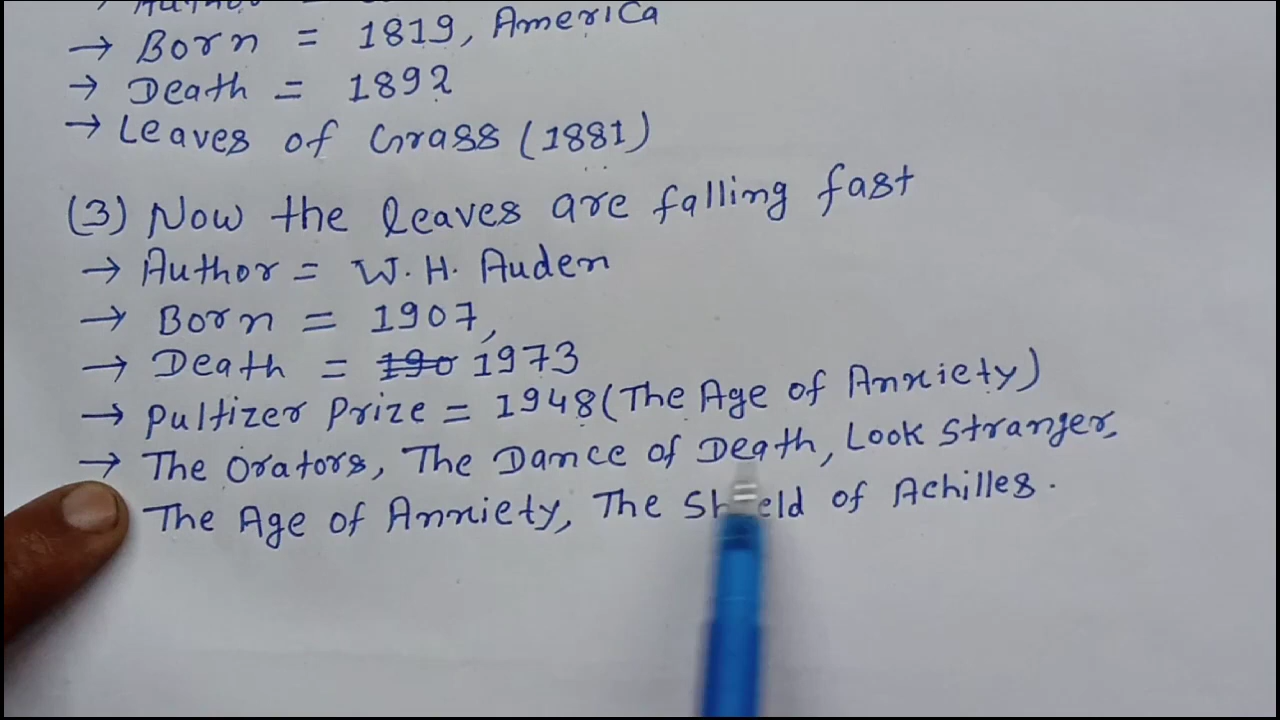 → Author =
→ Born = 1819, America
→ Death = 1892
→ Leaves of Grass (1881)
(3) Now the leaves are falling fast
→ Author = W. H. Auden
→ Born = 1907,
→ Death = 190 1973
→ Pultizer Prize = 1948 (The Age of Anxiety)
→ The Orators, The Dance of Death, Look Stranger,
The Age of Anxiety, The Shield of Achilles.